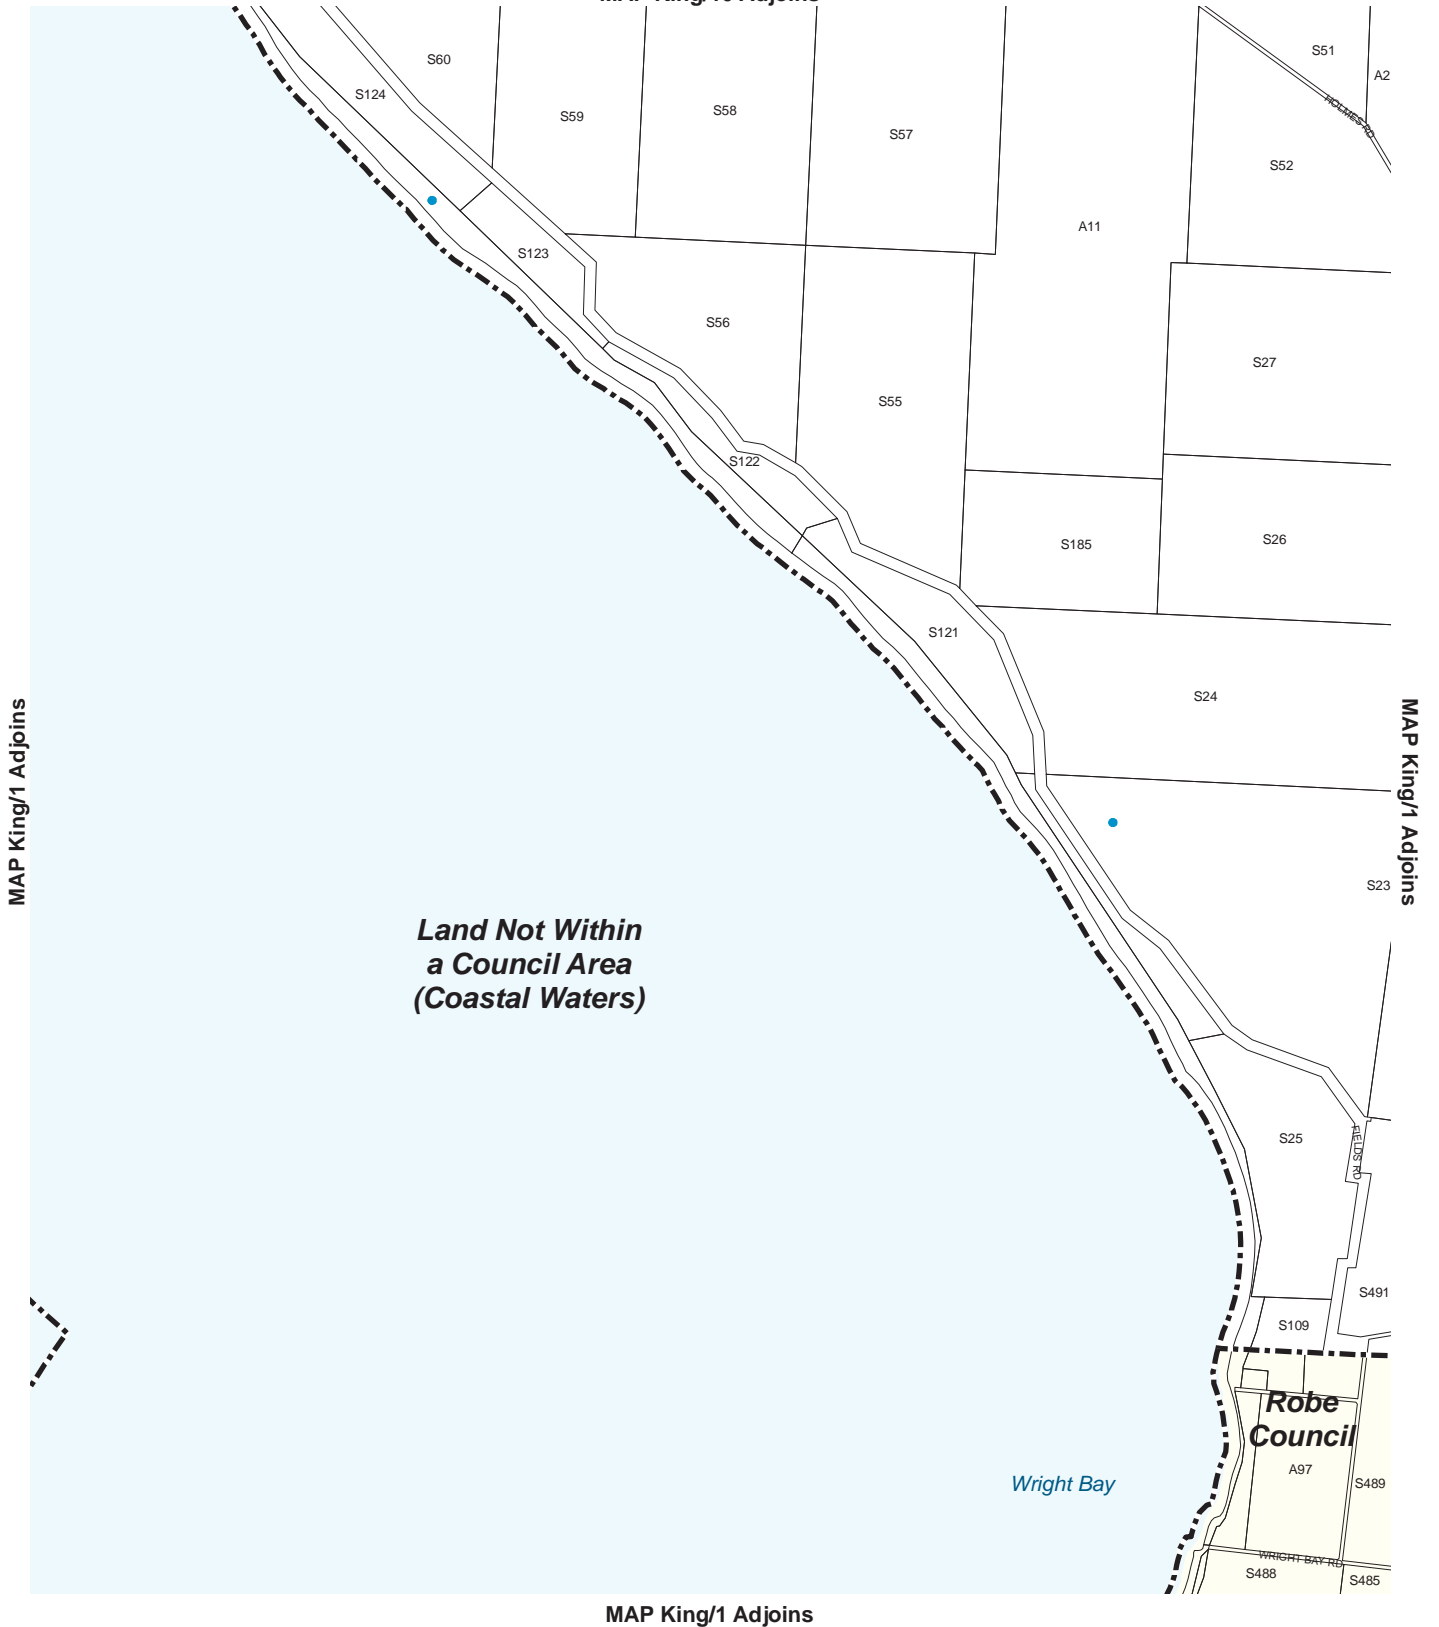 S60
S51
A2
S124
S59
S58
S57
HOLMES RD
S52
A11
S123
S56
S27
S55
S122
S185
S26
S121
S24
MAP King/1 Adjoins
MAP King/1 Adjoins
S23
Land Not Within
a Council Area
(Coastal Waters)
S25
FIELDS RD
S491
S109
Robe
Council
A97
Wright Bay
S489
WRIGHT BAY RD
S488
S485
MAP King/1 Adjoins